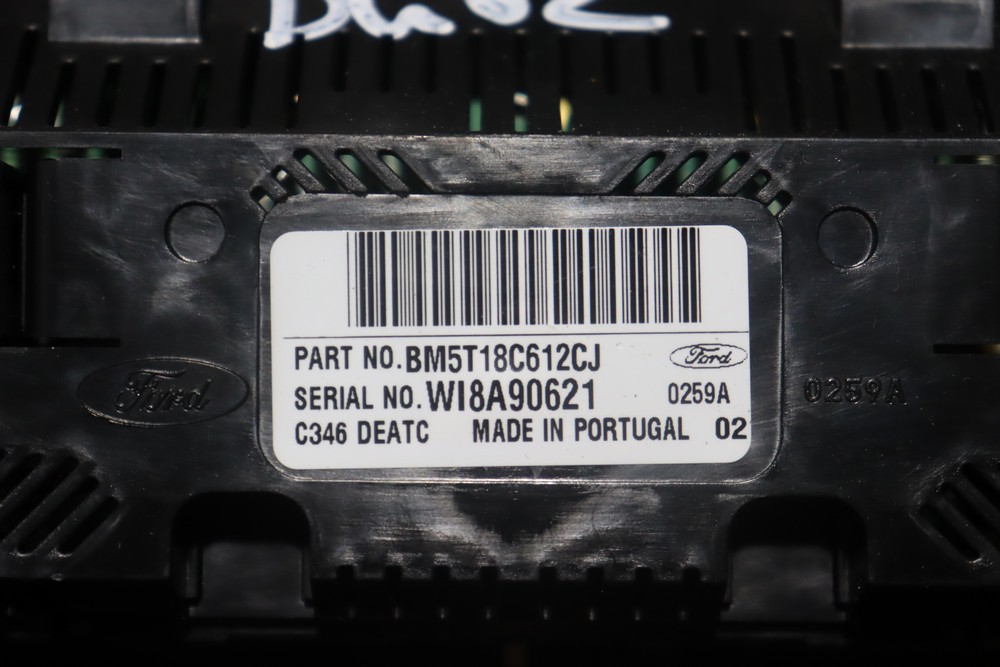 PART NO. BM5T18C612CJ
Ford
SERIAL NO. WI8A90621
0259A
C346 DEATC MADE IN PORTUGAL 02
Ford
0259A